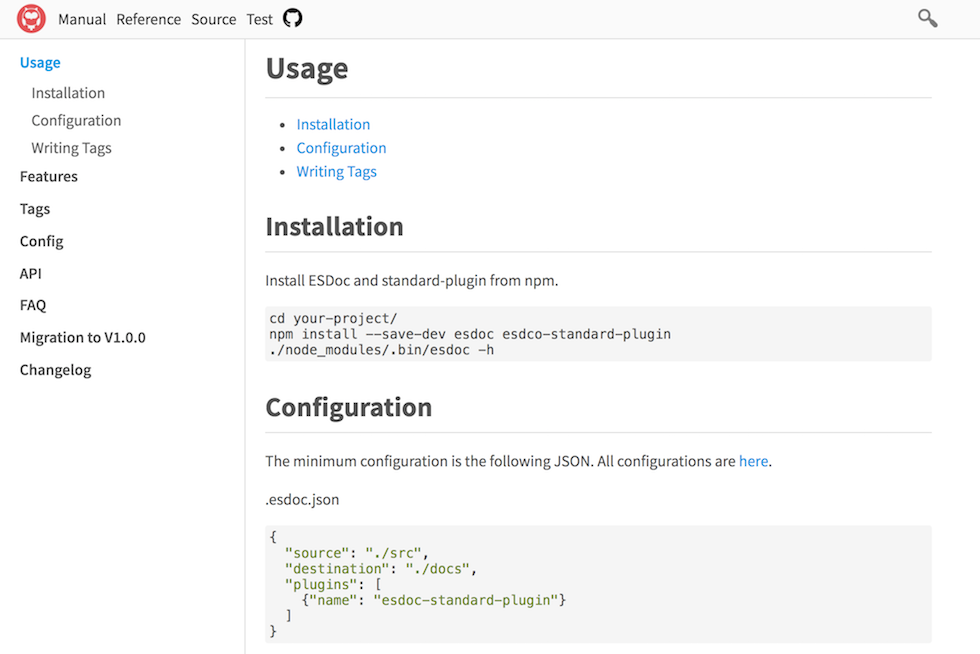 Manual Reference Source Test
Usage
Installation
Configuration
Writing Tags
Features
Tags
Config
API
FAQ
Migration to V1.0.0
Changelog
Usage
Installation
Configuration
Writing Tags
Installation
Install ESDoc and standard-plugin from npm.
cd your-project/
npm install --save-dev esdoc esdco-standard-plugin
./node_modules/.bin/esdoc -h
Configuration
The minimum configuration is the following JSON. All configurations are here.
.esdoc.json
{
  "source": "./src",
  "destination": "./docs",
  "plugins": [
    {"name": "esdoc-standard-plugin"}
  ]
}